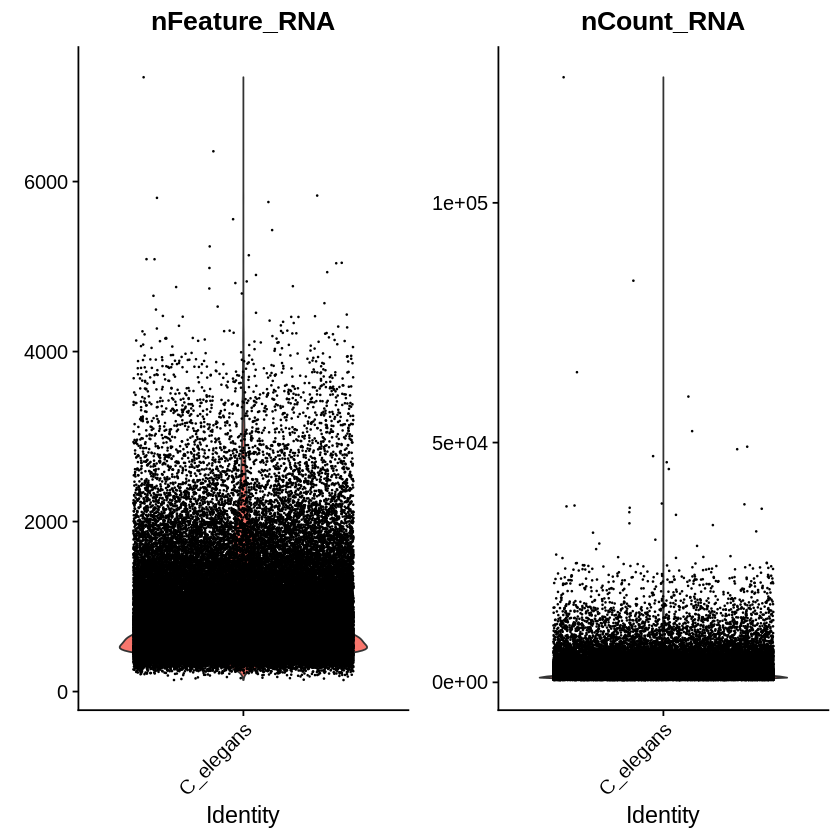 nFeature_RNA
6000
4000
2000
0
C_elegans
Identity
nCount_RNA
1e+05
5e+04
0e+00
C_elegans
Identity